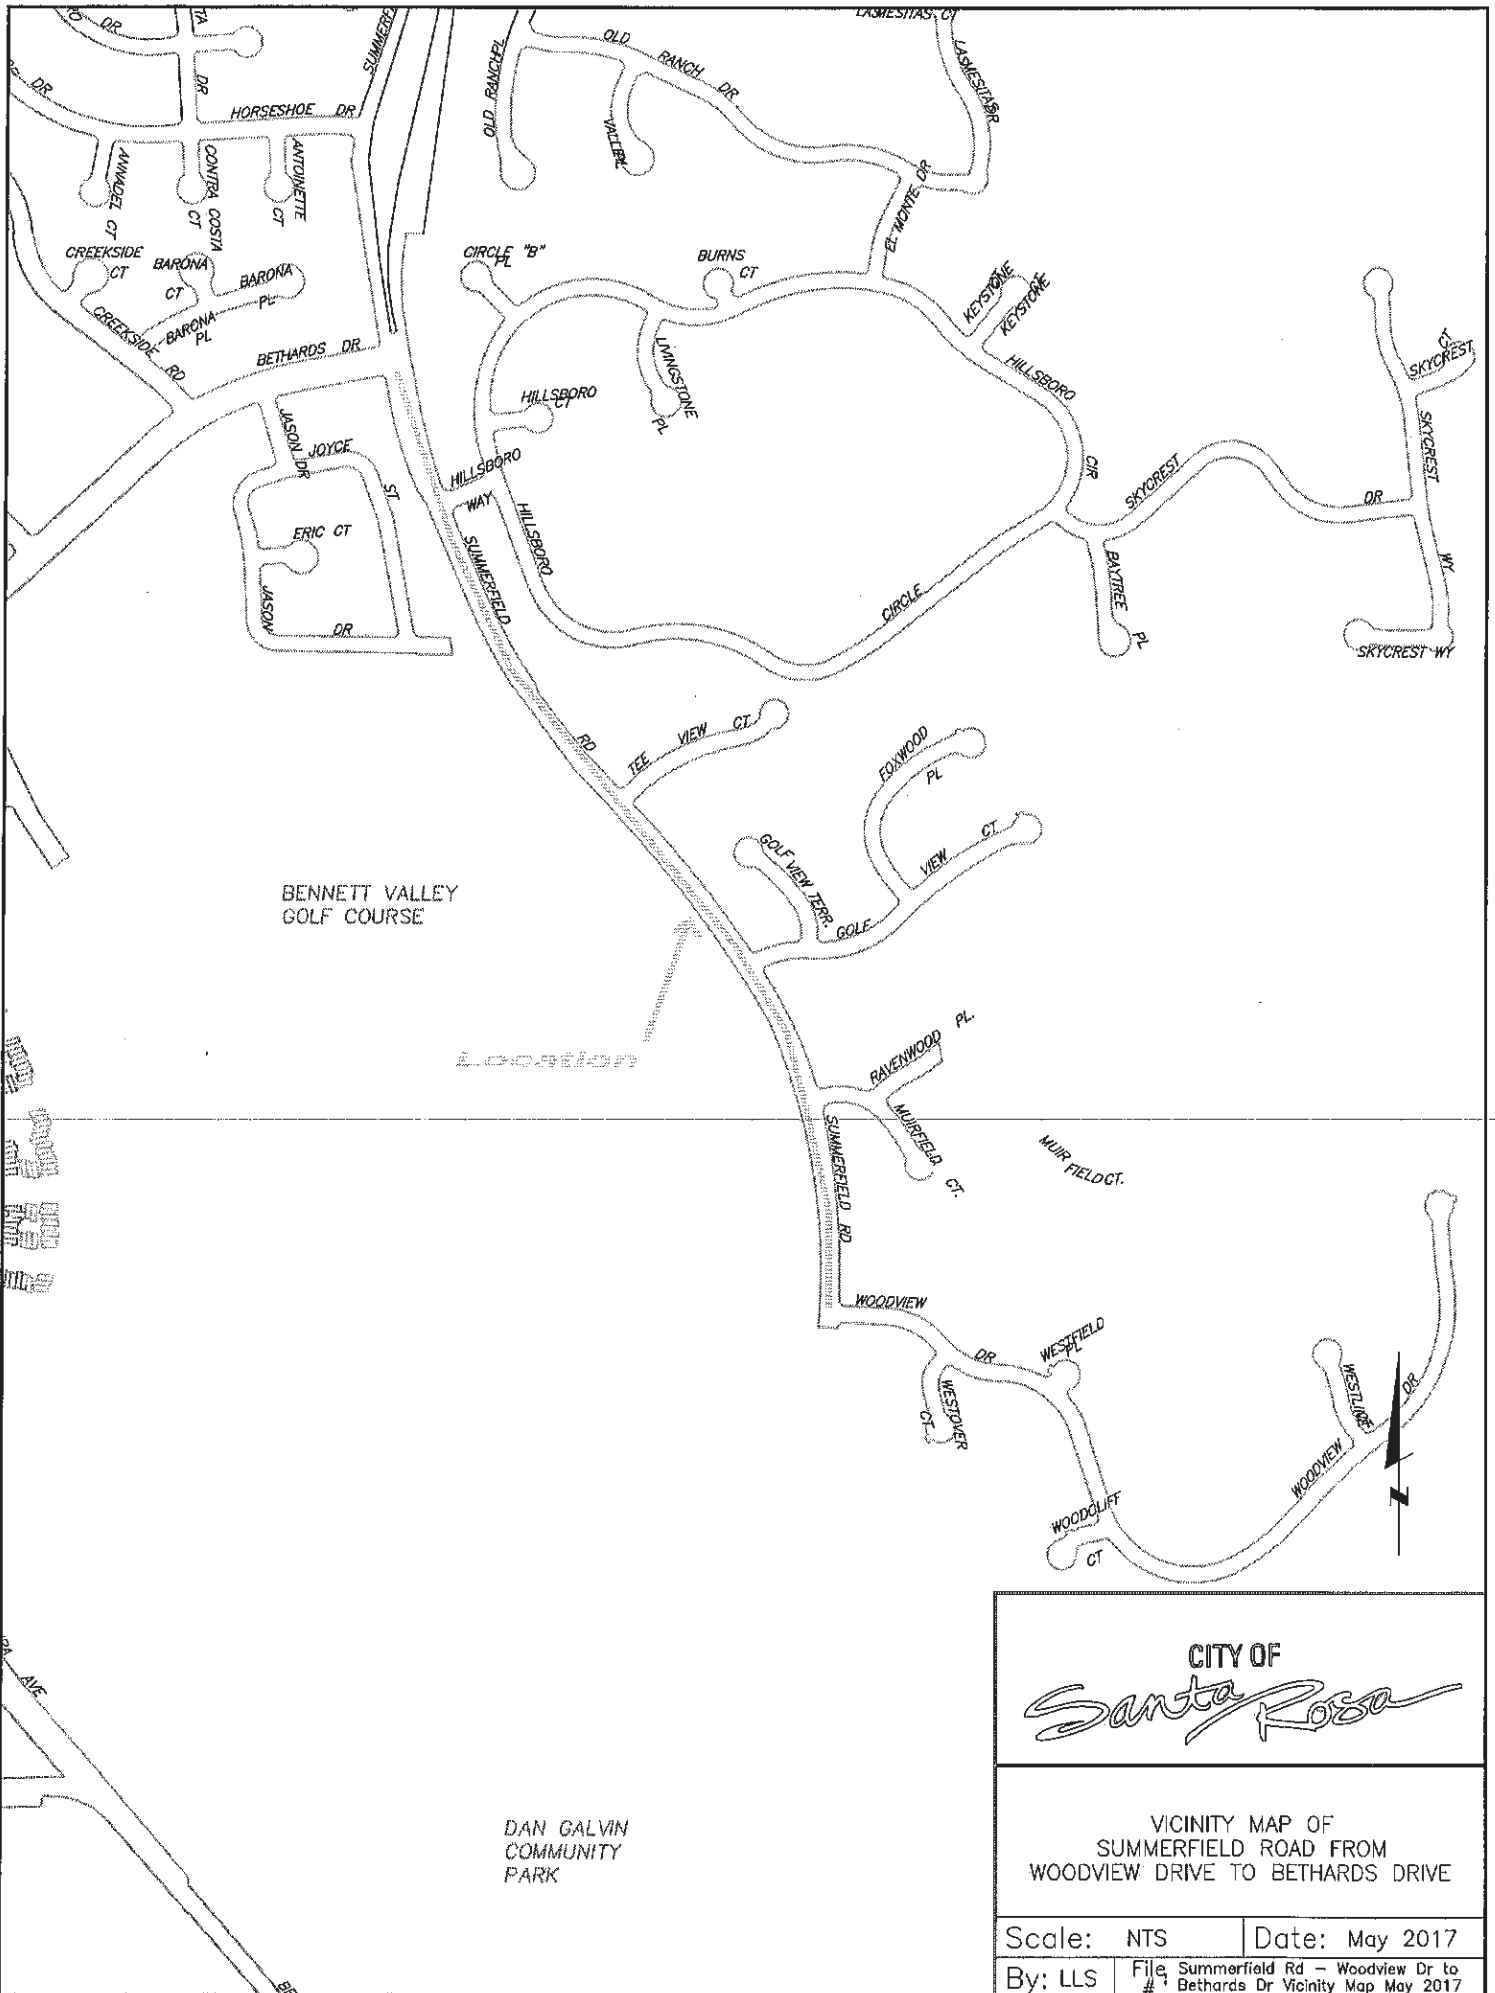 DR
TA
DR
SUMMERF
OLD RANCH PL
OLD RANCH DR
LASMESITAS CT
LASMESITAS DR
DR
HORSESHOE DR
VALLEJO PL
ANNADEL CT
CONTRA COSTA CT
ANTOINETTE CT
EL MONTE DR
CREEKSIDE CT
BARONA CT
BARONA PL
BARONA PL
CREEKSIDE RD
BETHARDS DR
CIRCLE "B" PL
BURNS CT
KEYSTONE CT
KEYSTONE
LIVINGSTONE PL
HILLSBORO CIR
HILLSBORO CT
SKYCREST CT
SKYCREST WY
SKYCREST DR
JASON DR
JOYCE ST
HILLSBORO WAY
HILLSBORO CIRCLE
ERIC CT
JASON DR
SUMMERFIELD RD
BAYTREE PL
SKYCREST WY
TEE VIEW CT
FOXWOOD PL
GOLF VIEW TERR.
GOLF VIEW CT
BENNETT VALLEY
GOLF COURSE
Location
RAVENWOOD PL.
MUIRFIELD CT.
MUIR FIELD CT.
SUMMERFIELD RD
WOODVIEW DR
WESTFIELD PL
WESTOVER CT
WESTLINE
WOODVIEW DR
WOODCLIFF CT
N
AVE
DAN GALVIN
COMMUNITY
PARK
CITY OF
Santa Rosa
VICINITY MAP OF
SUMMERFIELD ROAD FROM
WOODVIEW DRIVE TO BETHARDS DRIVE
Scale: NTS
Date: May 2017
By: LLS
File #: Summerfield Rd - Woodview Dr to
Bethards Dr Vicinity Map May 2017